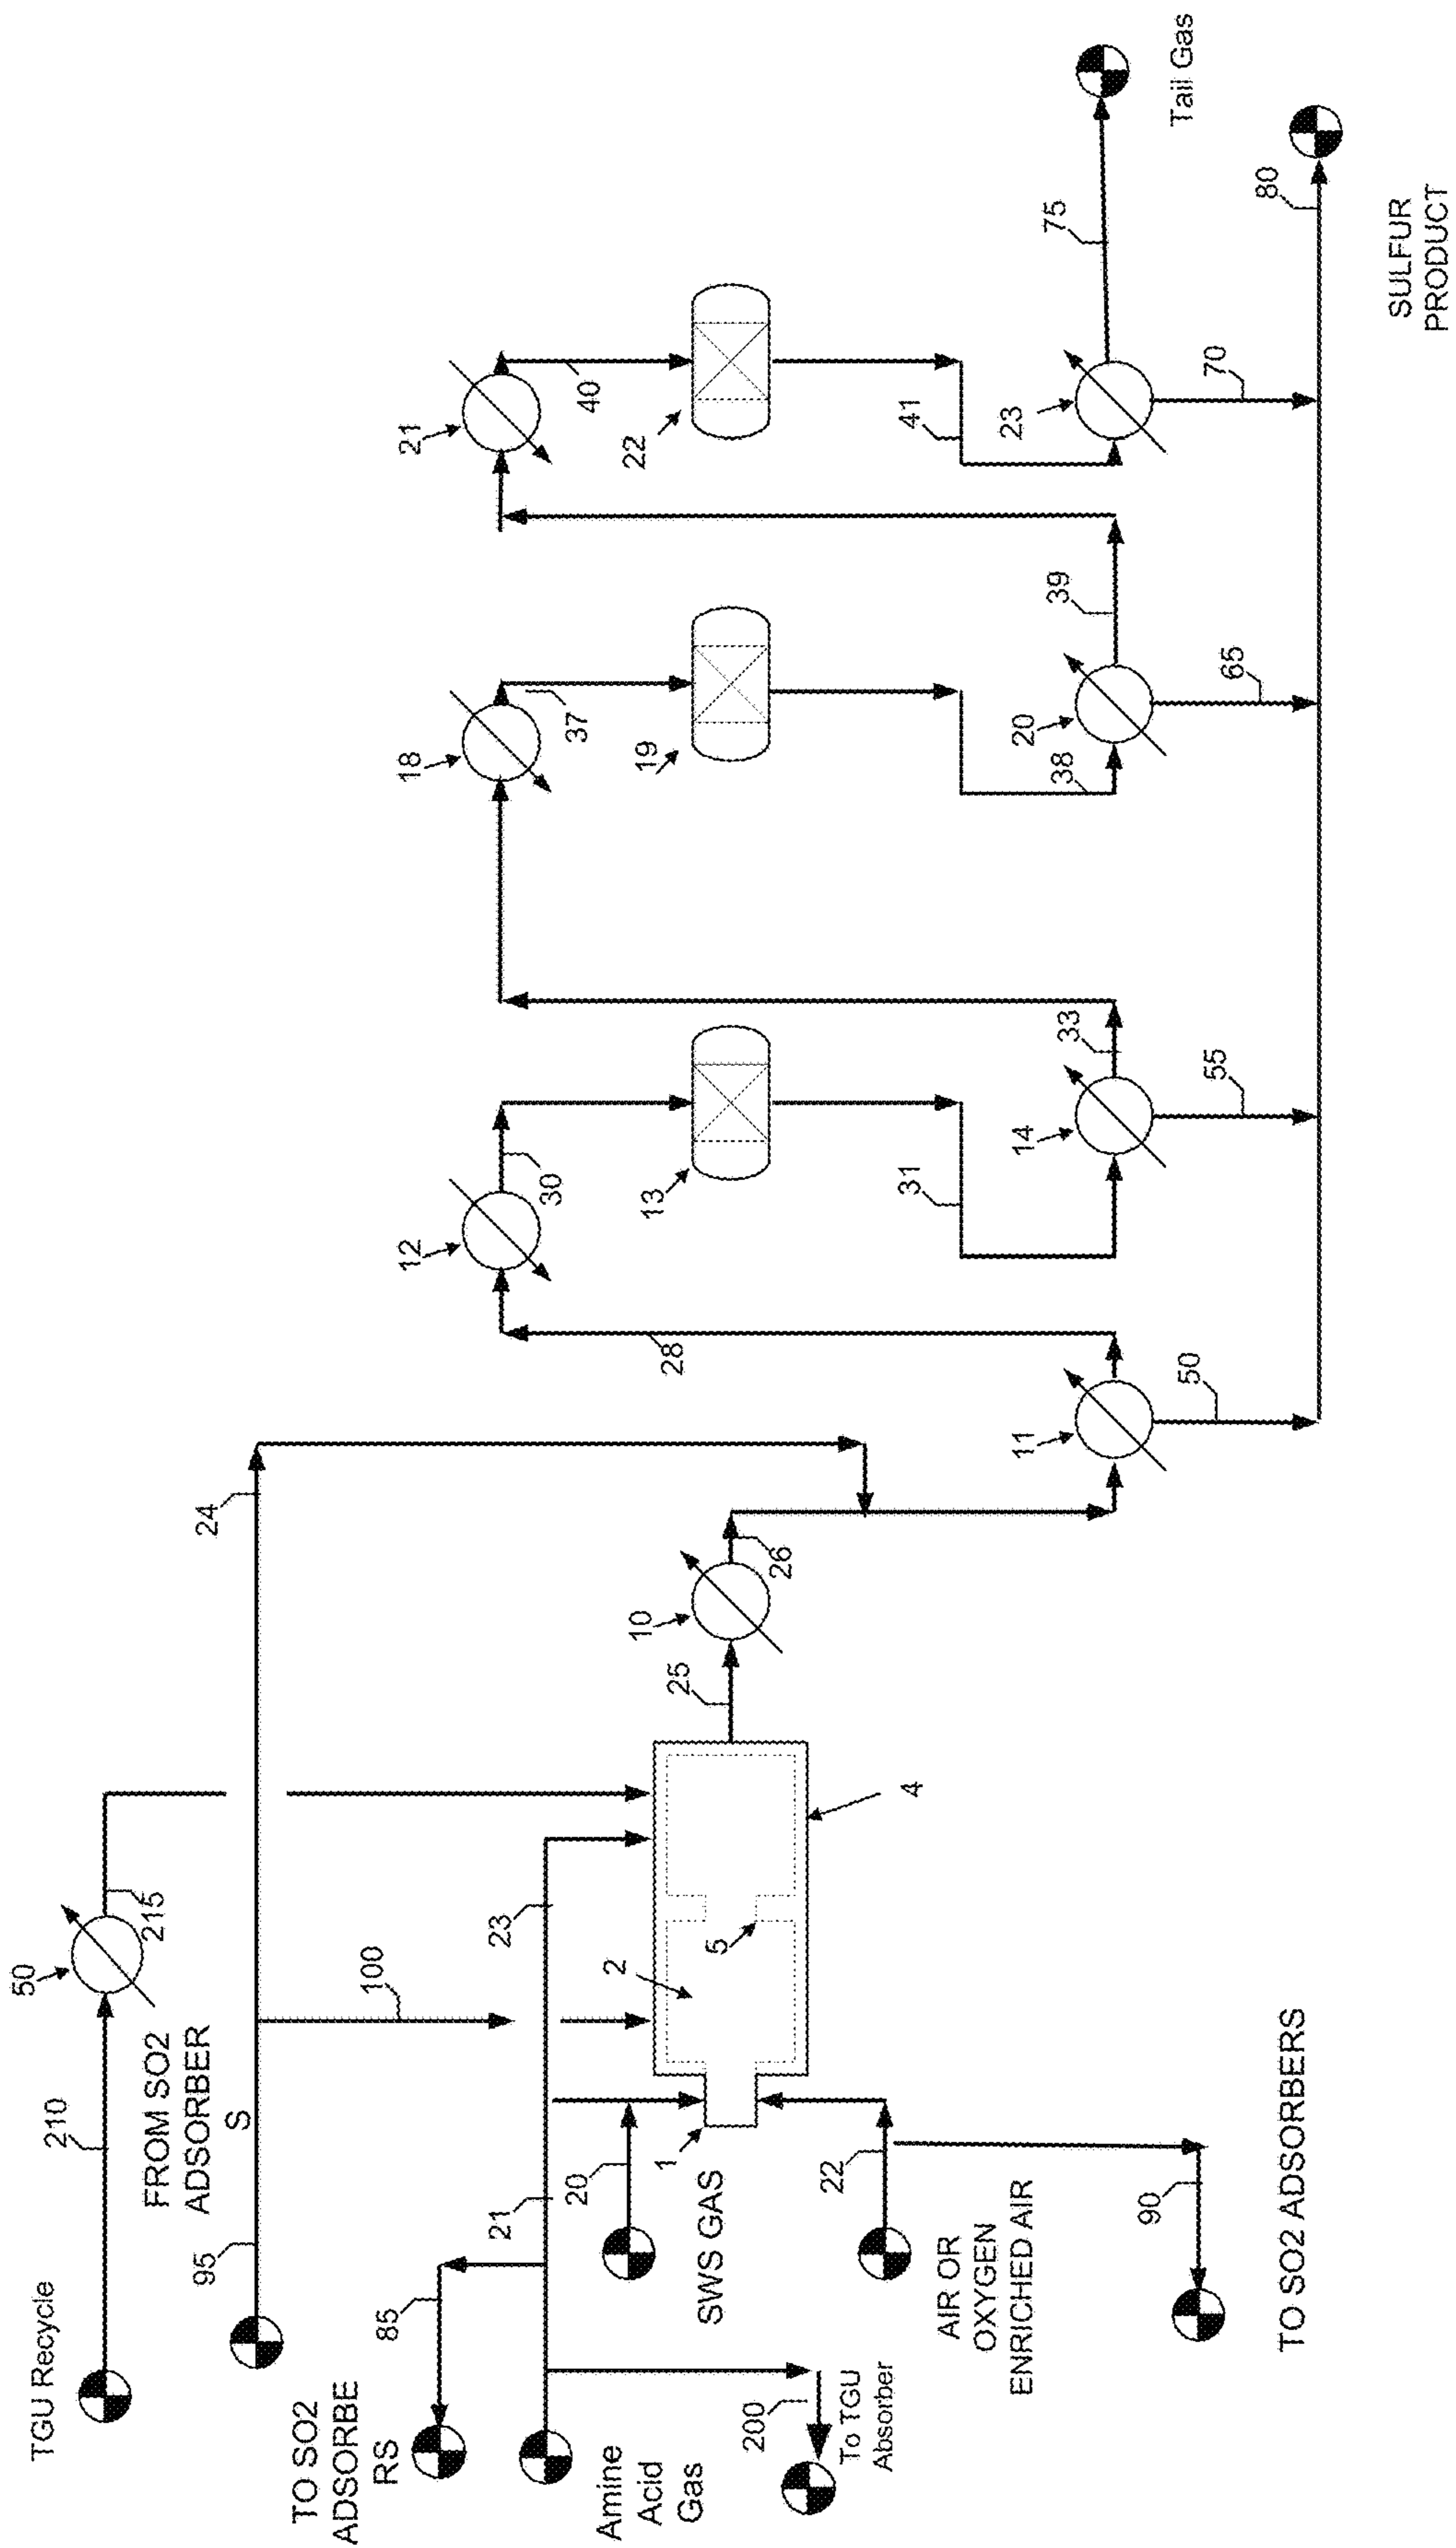 TGU Recycle
210
50
215
FROM SO2
ADSORBER
S
95
24
100
TO SO2
ADSORBE
RS
85
21
23
Amine
Acid
Gas
200
To TGU
Absorber
20
SWS GAS
1
2
5
4
22
AIR OR
OXYGEN
ENRICHED AIR
90
TO SO2 ADSORBERS
25
10
26
28
11
50
12
30
13
31
14
33
55
18
37
19
38
20
39
65
21
40
22
41
23
70
75
Tail Gas
80
SULFUR
PRODUCT